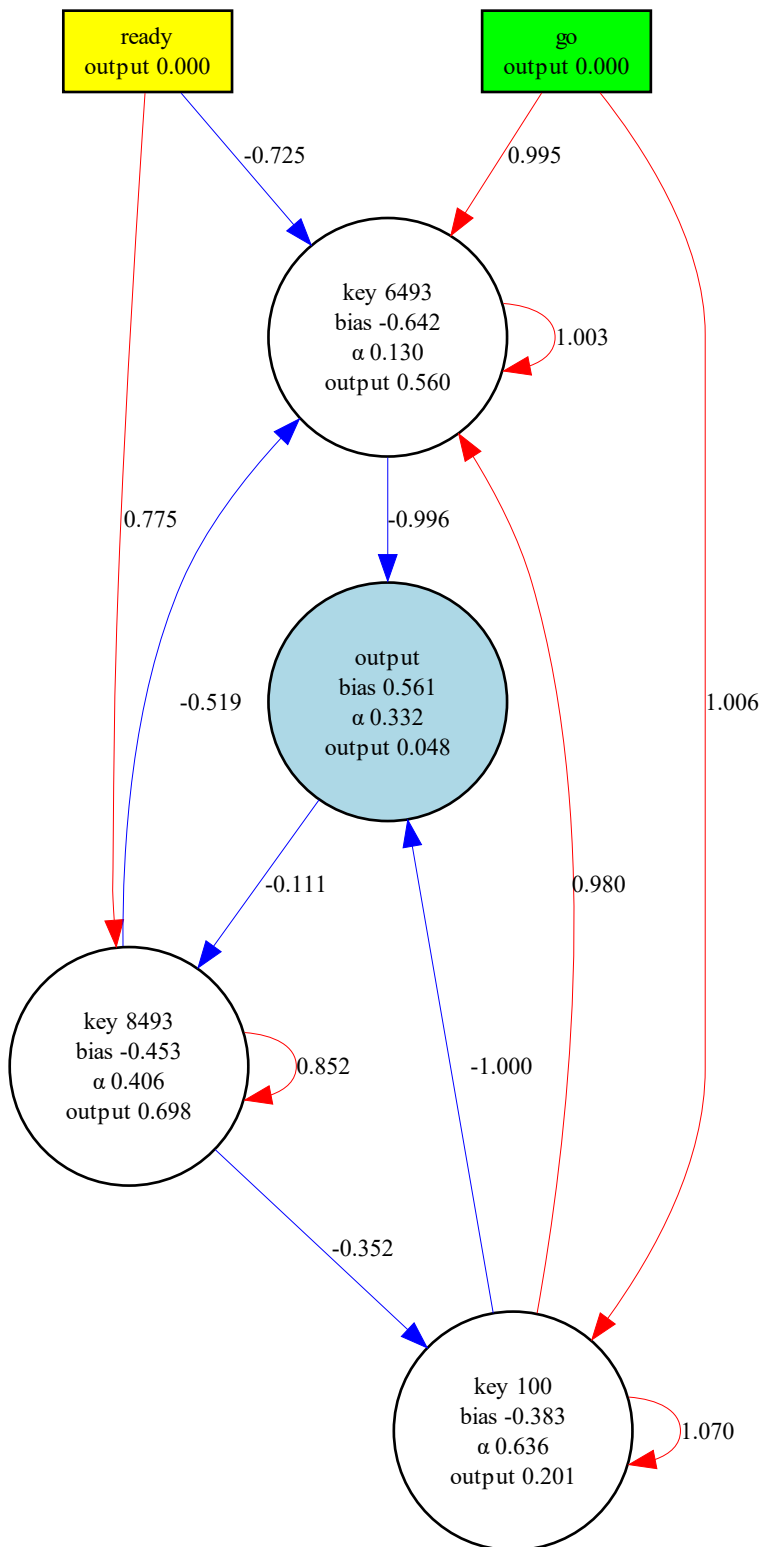 ready
output 0.000
go
output 0.000
-0.725
0.995
key 6493
bias -0.642
α 0.130
output 0.560
1.003
0.775
-0.996
output
bias 0.561
α 0.332
output 0.048
-0.519
1.006
-0.111
0.980
key 8493
bias -0.453
α 0.406
output 0.698
0.852
-1.000
-0.352
key 100
bias -0.383
α 0.636
output 0.201
1.070